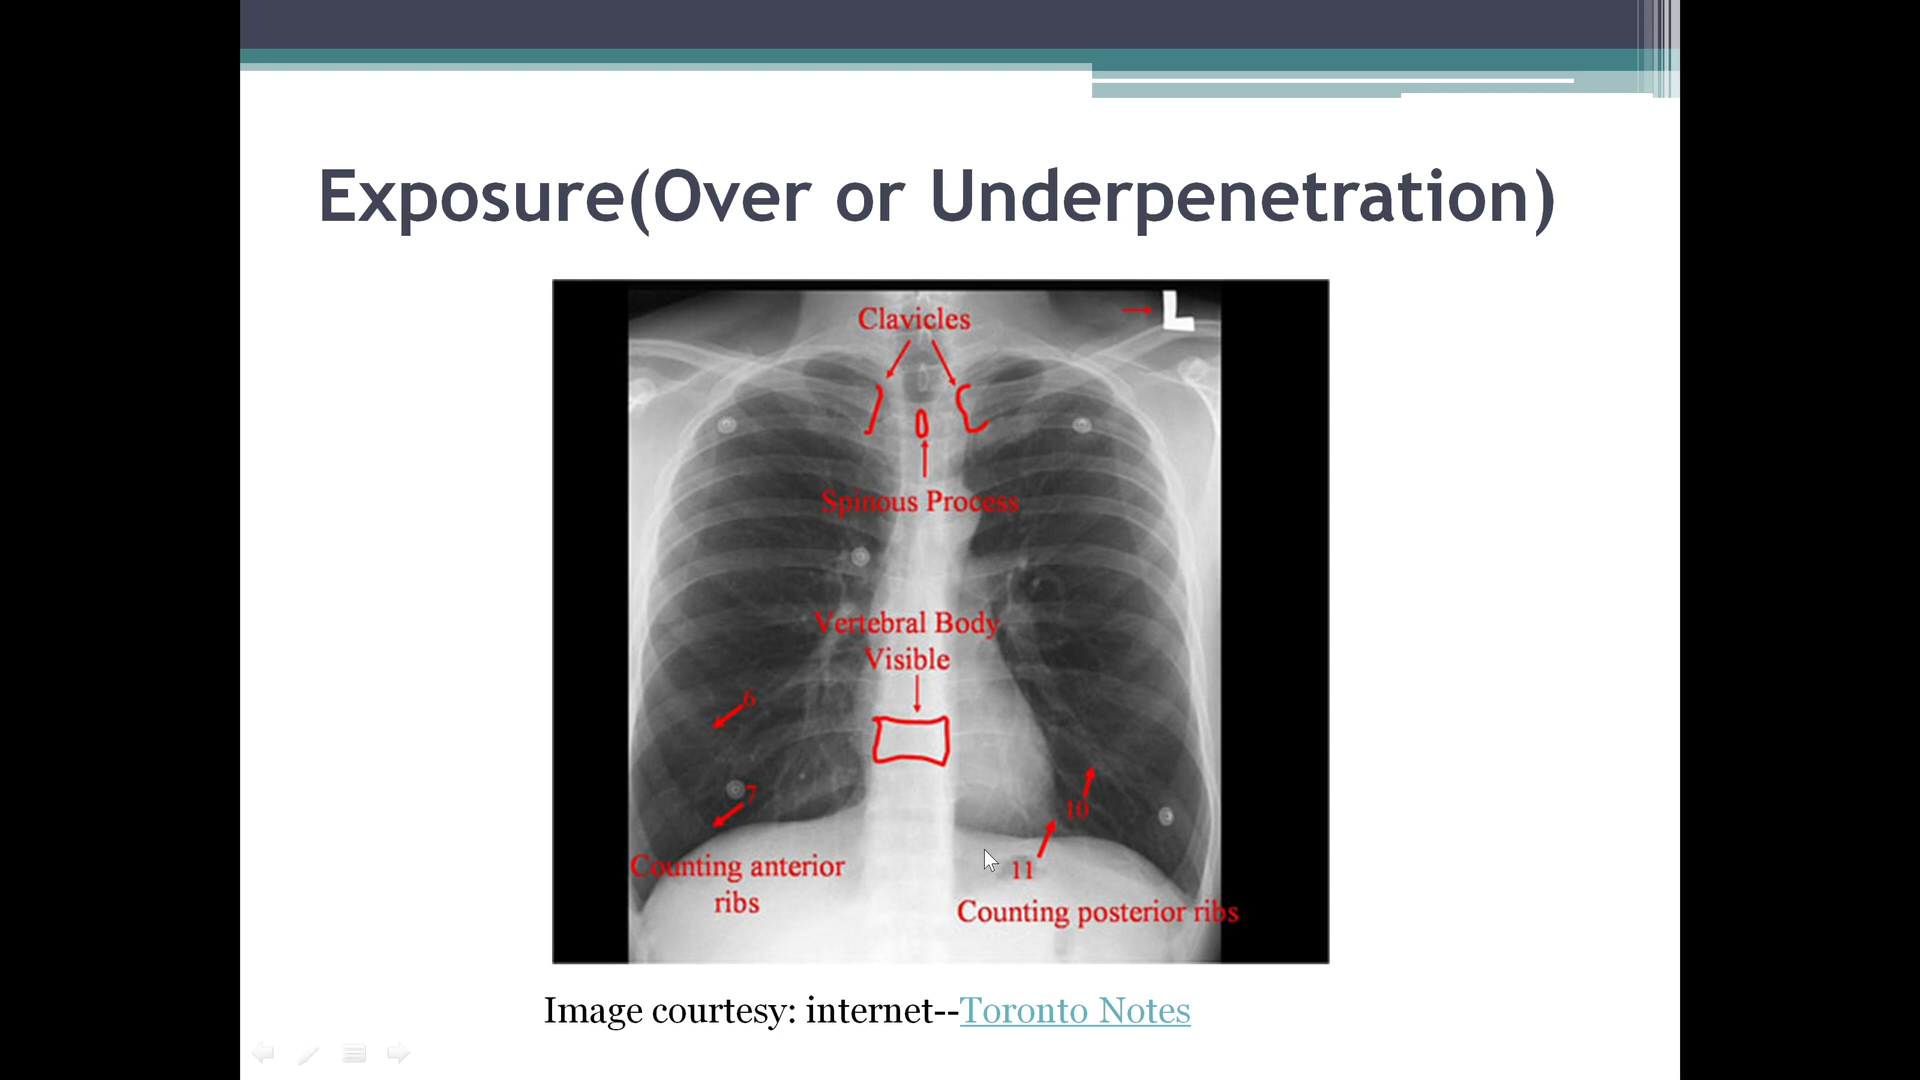 Exposure(Over or Underpenetration)
Clavicles
L
Spinous Process
Vertebral Body
Visible
6
7
10
11
Counting anterior
ribs
Counting posterior ribs
Image courtesy: internet--Toronto Notes